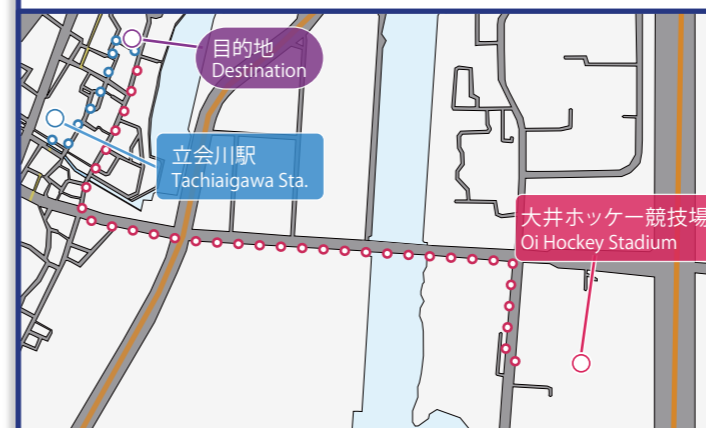 目的地
Destination
立会川駅
Tachiaigawa Sta.
大井ホッケー競技場
Oi Hockey Stadium